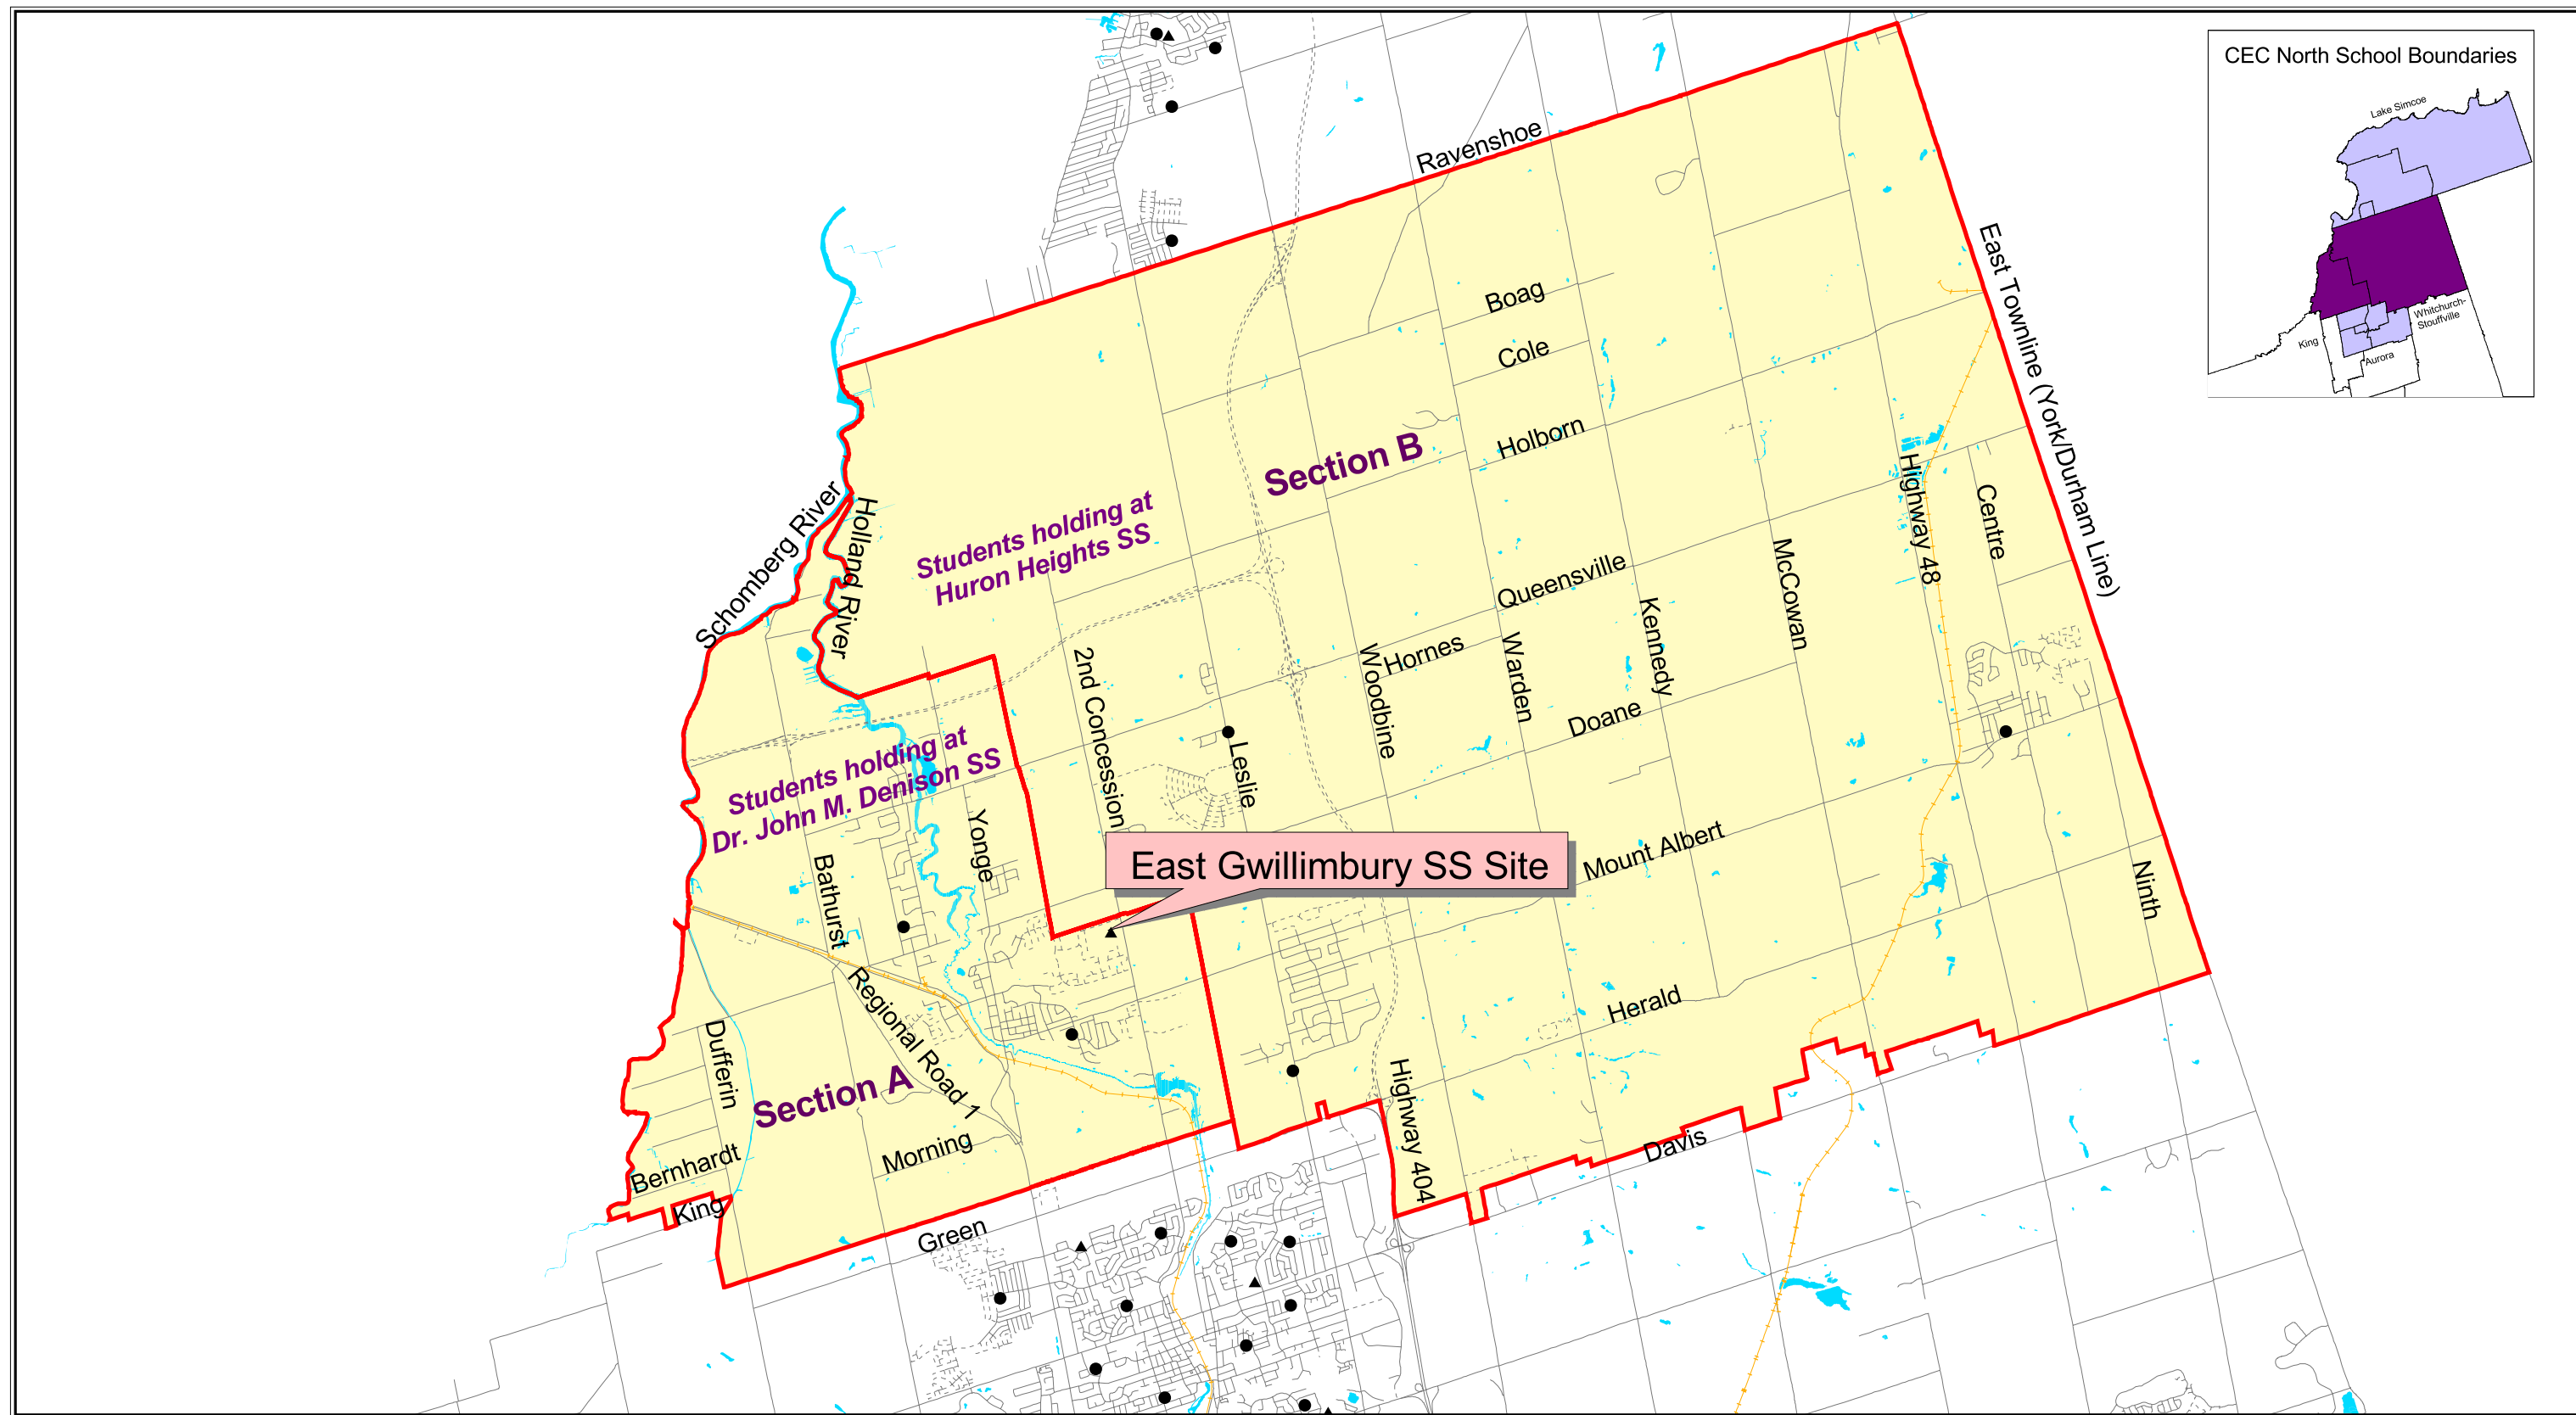 CEC North School Boundaries
Lake Simcoe
Whitchurch-
Stouffville
King
Aurora
Ravenshoe
East Townline (York/Durham Line)
Boag
Cole
Holborn
Section B
Students holding at
Huron Heights SS
Schomberg River
Holland River
Highway 48
Centre
McCowan
Queensville
Kennedy
Hornes
Warden
Woodbine
2nd Concession
Doane
Leslie
Students holding at
Dr. John M. Denison SS
Yonge
Bathurst
East Gwillimbury SS Site
Mount Albert
Ninth
Regional Road 1
Herald
Dufferin
Section A
Highway 404
Morning
Davis
Bernhardt
King
Green